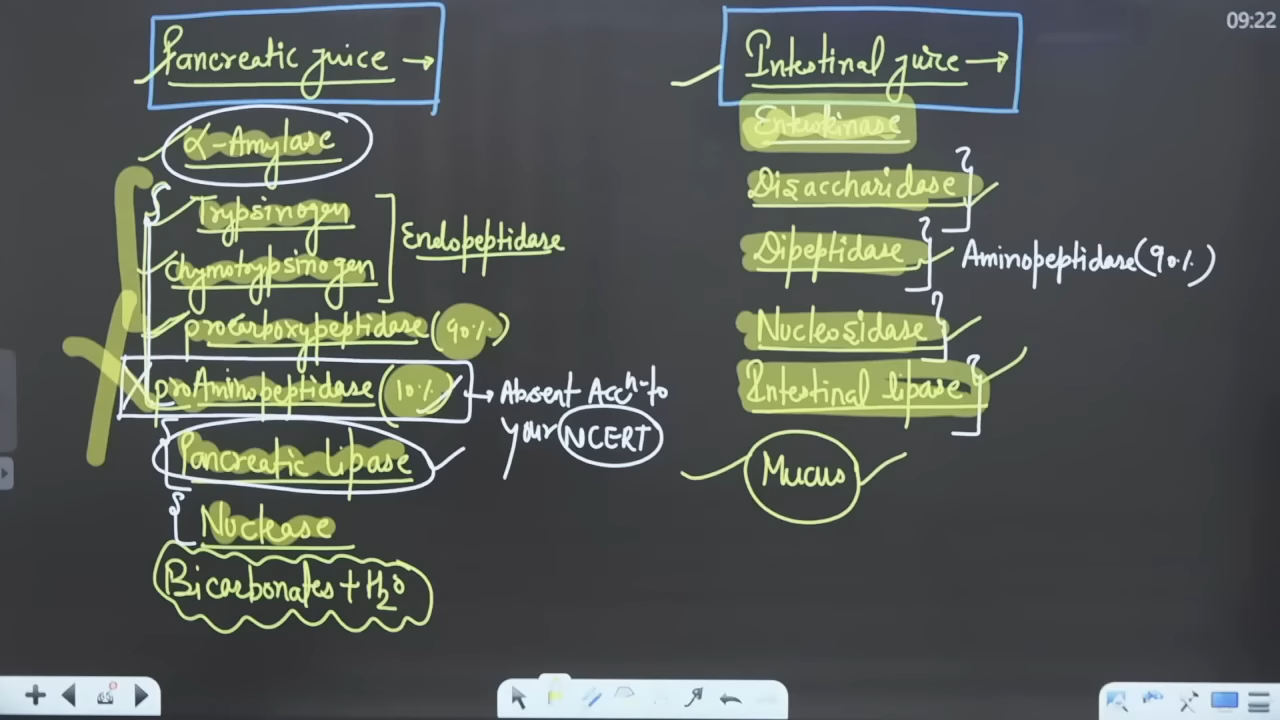 09:22
Pancreatic juice →
α-Amylase
Trypsinogen
chymotrypsinogen
Endopeptidase
procarboxypeptidase (90%)
proAminopeptidase (10%)
→ Absent Accⁿ-to
your NCERT
Pancreatic lipase
Nuclease
Bicarbonates + H₂O
Intestinal juice →
Enterokinase
Disaccharidase
Dipeptidase
Aminopeptidase (90%)
Nucleosidase
Intestinal lipase
Mucus